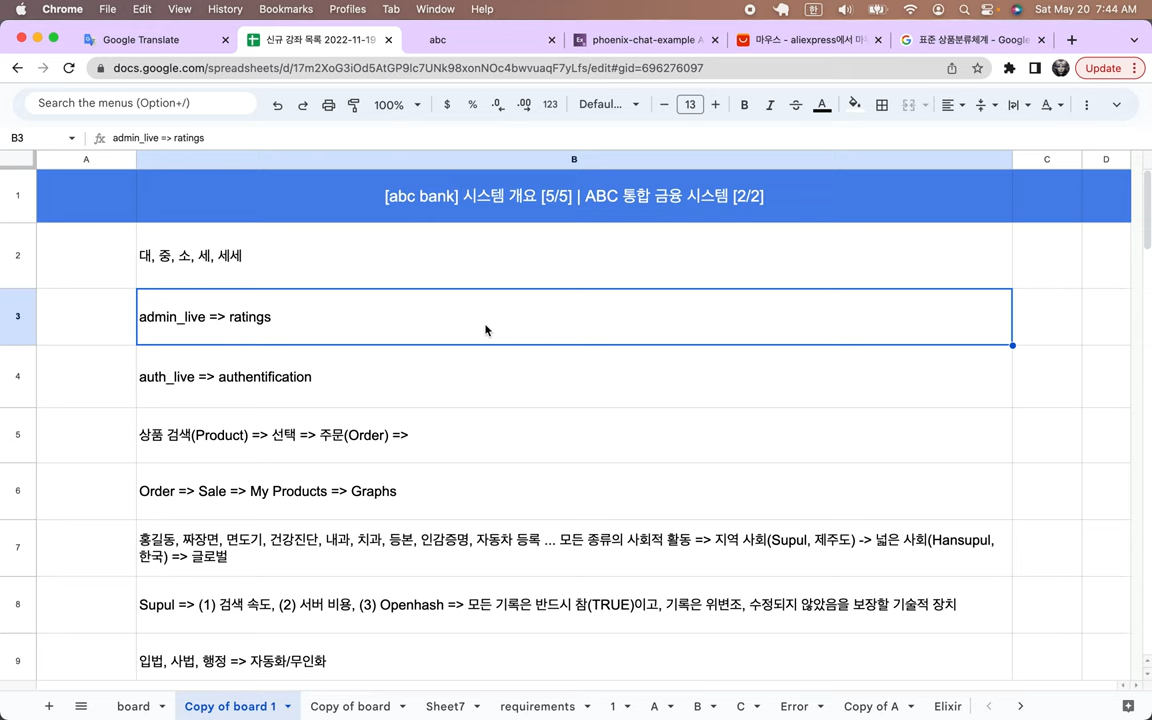 Chrome File Edit View History Bookmarks Profiles Tab Window Help 한 Sat May 20 7:44 AM
Google Translate 신규 강좌 목록 2022-11-19 abc phoenix-chat-example 마우스 - aliexpress에서 표준 상품분류체계 - Google
docs.google.com/spreadsheets/d/17m2XoG3iOd5AtGP9lc7UNk98xonNOc4bwvuaqF7yLfs/edit#gid=696276097 Update
Search the menus (Option+/) 100% $ % .0 .00 123 Defaul... 13 B I S A
B3 fx admin_live => ratings
A B C D
1 [abc bank] 시스템 개요 [5/5] | ABC 통합 금융 시스템 [2/2]
2 대, 중, 소, 세, 세세
3 admin_live => ratings
4 auth_live => authentification
5 상품 검색(Product) => 선택 => 주문(Order) =>
6 Order => Sale => My Products => Graphs
홍길동, 짜장면, 면도기, 건강진단, 내과, 치과, 등본, 인감증명, 자동차 등록 ... 모든 종류의 사회적 활동 => 지역 사회(Supul, 제주도) -> 넓은 사회(Hansupul,
7 한국) => 글로벌
8 Supul => (1) 검색 속도, (2) 서버 비용, (3) Openhash => 모든 기록은 반드시 참(TRUE)이고, 기록은 위변조, 수정되지 않았음을 보장할 기술적 장치
9 입법, 사법, 행정 => 자동화/무인화
board Copy of board 1 Copy of board Sheet7 requirements 1 A B C Error Copy of A Elixir